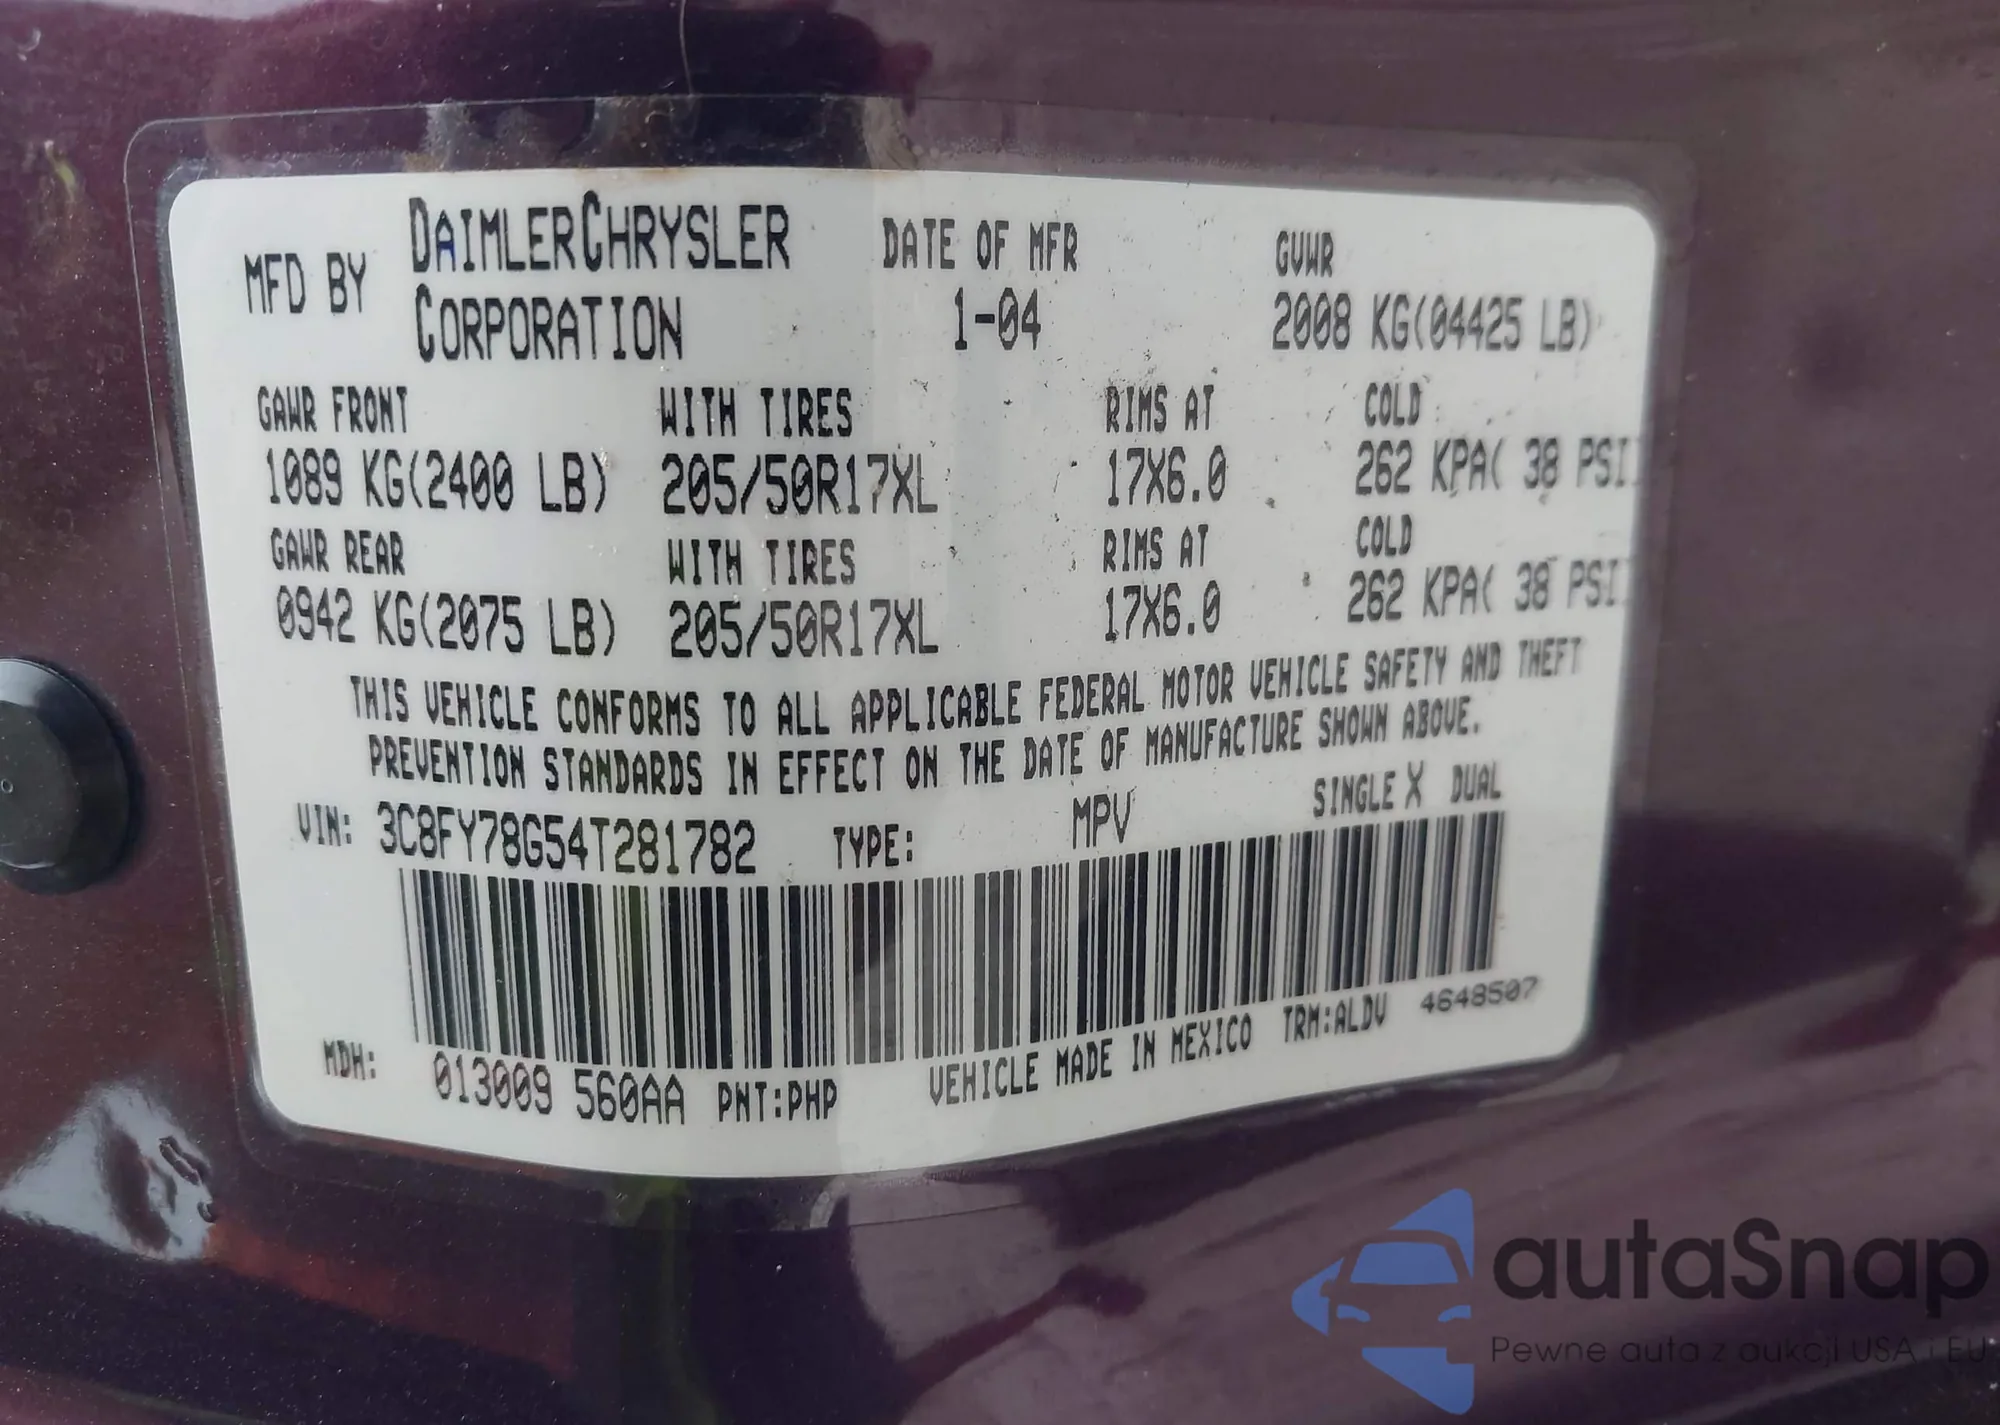 MFD BY DAIMLERCHRYSLER CORPORATION
DATE OF MFR
1-04
GVWR
2008 KG(04425 LB)
GAWR FRONT WITH TIRES RIMS AT COLD
1089 KG(2400 LB) 205/50R17XL 17X6.0 262 KPA( 38 PSI)
GAWR REAR WITH TIRES RIMS AT COLD
0942 KG(2075 LB) 205/50R17XL 17X6.0 262 KPA( 38 PSI)
THIS VEHICLE CONFORMS TO ALL APPLICABLE FEDERAL MOTOR VEHICLE SAFETY AND THEFT
PREVENTION STANDARDS IN EFFECT ON THE DATE OF MANUFACTURE SHOWN ABOVE.
VIN: 3C8FY78G54T281782 TYPE: MPV SINGLE X DUAL
MDH: 013009 560AA PNT:PHP VEHICLE MADE IN MEXICO TRM:ALDV 4648507
autaSnap
Pewne auta z aukcji USA i EU